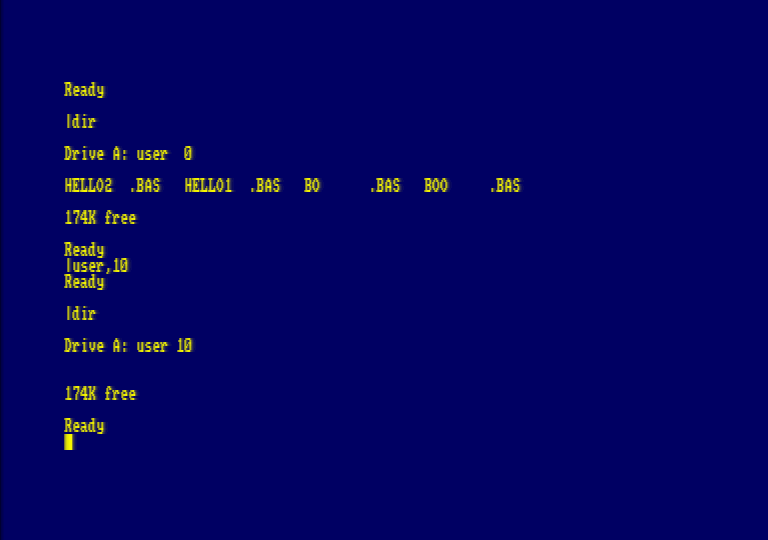 Ready
|dir
Drive A: user  0
HELLO2  .BAS   HELLO1  .BAS   BO      .BAS   BOO     .BAS
174K free
Ready
|user,10
Ready
|dir
Drive A: user 10
174K free
Ready